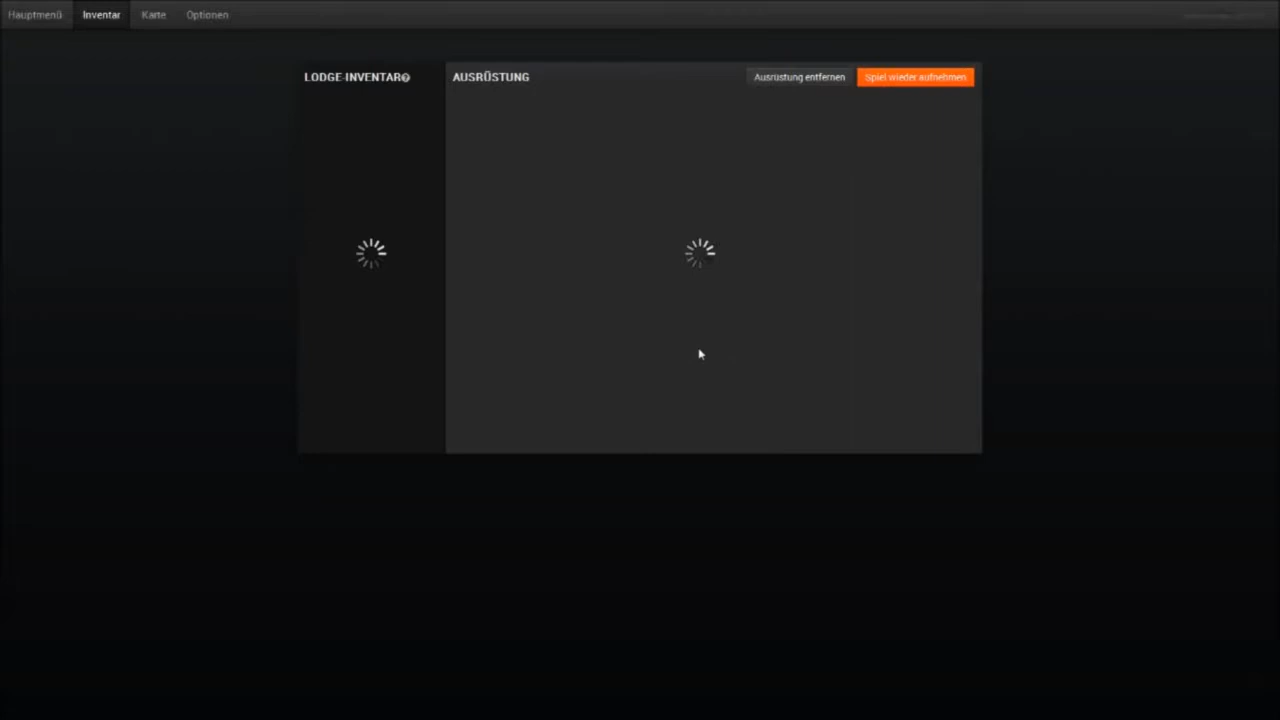 Hauptmenü Inventar Karte Optionen
LODGE-INVENTAR AUSRÜSTUNG Ausrüstung entfernen Spiel wieder aufnehmen